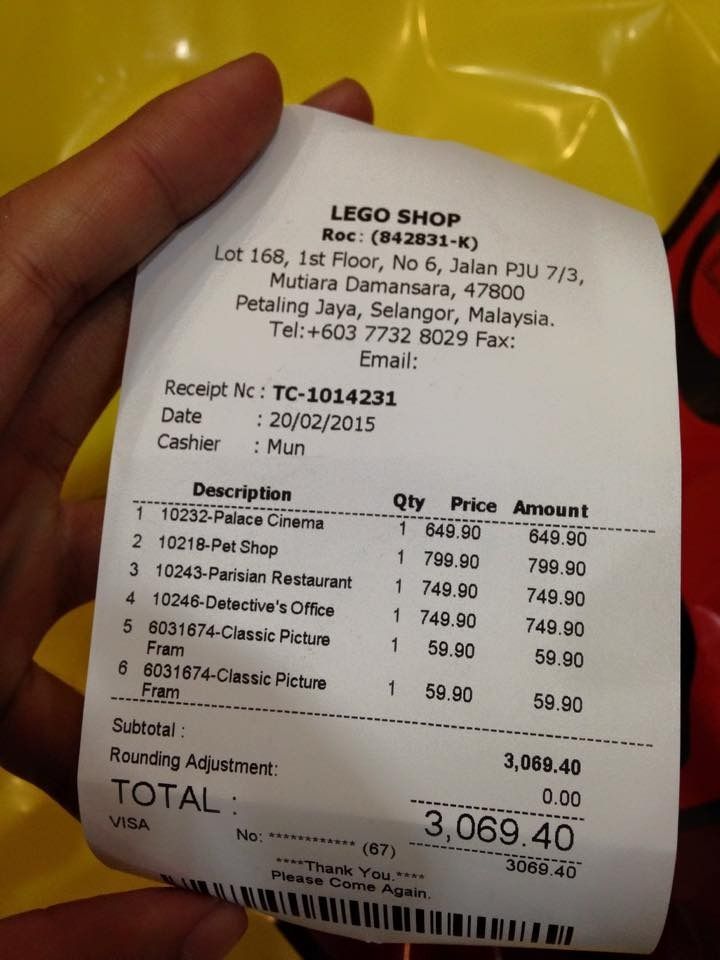 LEGO SHOP
Roc: (842831-K)
Lot 168, 1st Floor, No 6, Jalan PJU 7/3,
Mutiara Damansara, 47800
Petaling Jaya, Selangor, Malaysia.
Tel:+603 7732 8029 Fax:
Email:
Receipt Nc : TC-1014231
Date : 20/02/2015
Cashier : Mun
Description Qty Price Amount
1 10232-Palace Cinema 1 649.90 649.90
2 10218-Pet Shop 1 799.90 799.90
3 10243-Parisian Restaurant 1 749.90 749.90
4 10246-Detective's Office 1 749.90 749.90
5 6031674-Classic Picture 1 59.90 59.90
Fram
6 6031674-Classic Picture 1 59.90 59.90
Fram
Subtotal : 3,069.40
Rounding Adjustment: 0.00
TOTAL : 3,069.40
VISA No: ************ (67) 3069.40
****Thank You.****
Please Come Again.